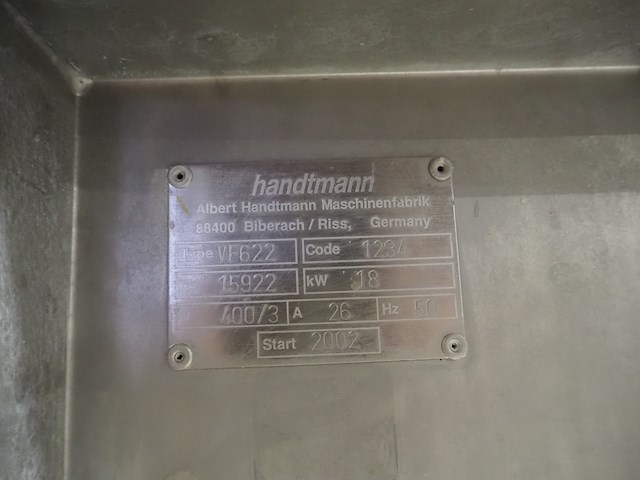 handtmann
Albert Handtmann Maschinenfabrik
88400 Biberach / Riss, Germany
Type VF622 Code 1234
15922 kW 18
400/3 A 26 Hz 50
Start 2002